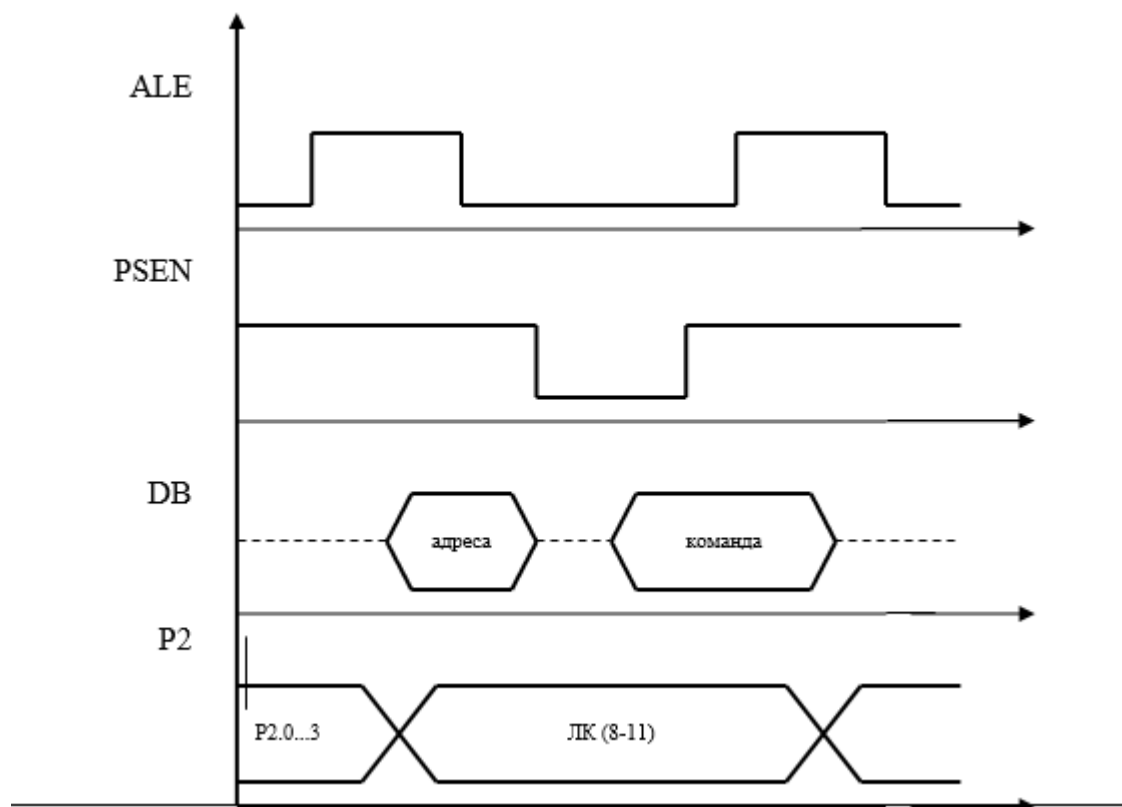 ALE
PSEN
DB
адреса
команда
P2
P2.0...3
ЛК (8-11)